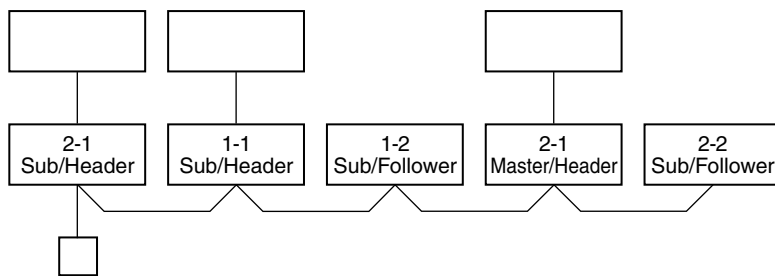 2-1
Sub/Header
1-1
Sub/Header
1-2
Sub/Follower
2-1
Master/Header
2-2
Sub/Follower